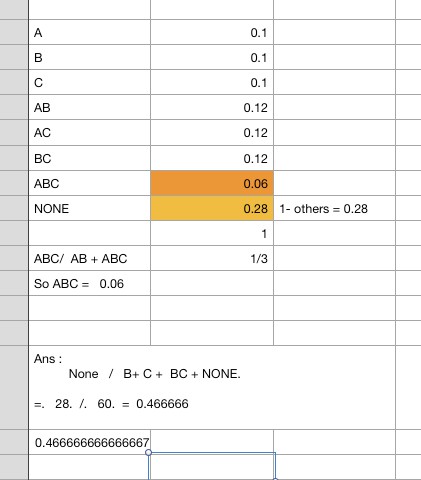 A 0.1
B 0.1
C 0.1
AB 0.12
AC 0.12
BC 0.12
ABC 0.06
NONE 0.28 1- others = 0.28
1
ABC/ AB + ABC 1/3
So ABC = 0.06
Ans :
None / B+ C + BC + NONE.
=. 28. /. 60. = 0.466666
0.466666666666667